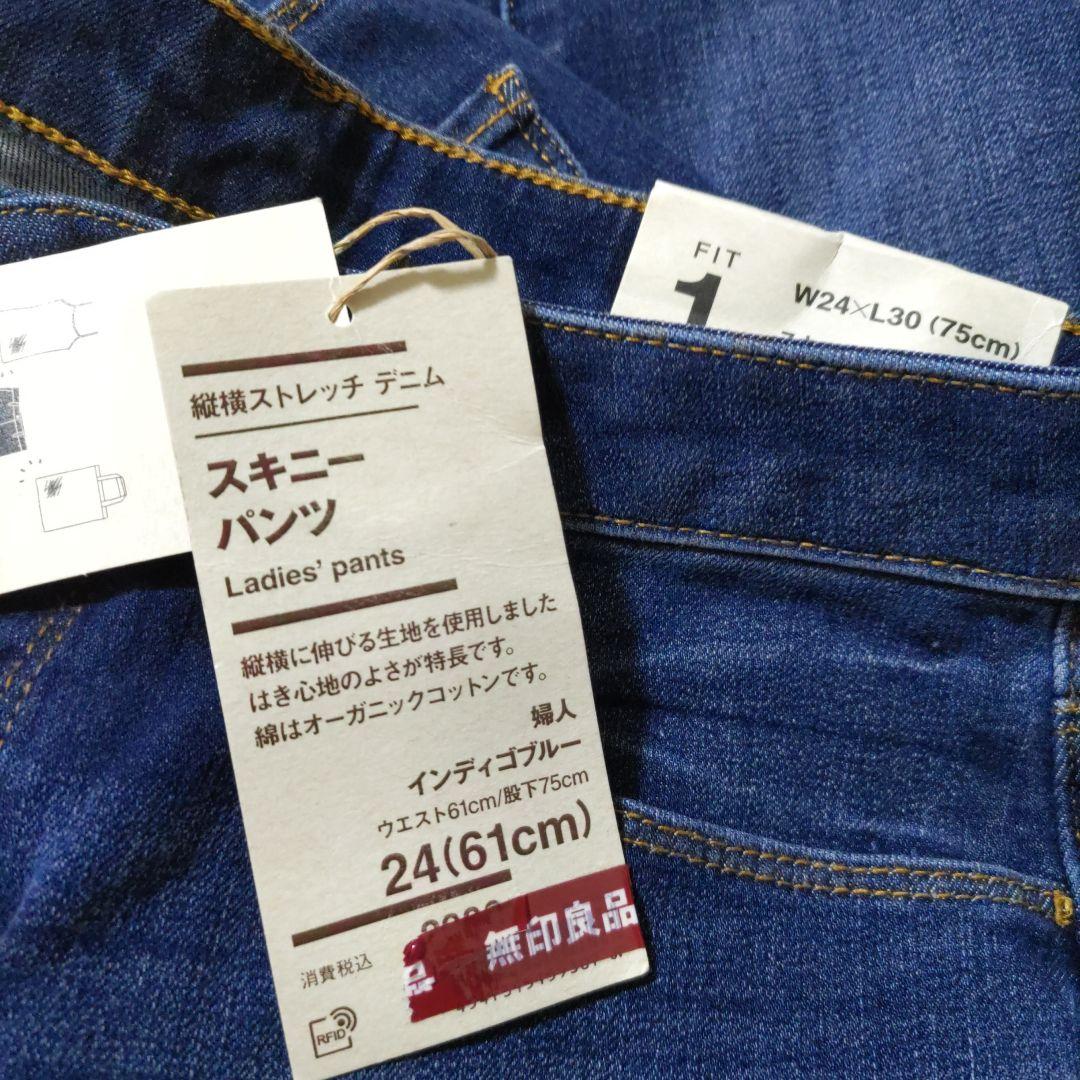 FIT
1
W24×L30 (75cm)
縦横ストレッチ デニム
スキニー
パンツ
Ladies' pants
縦横に伸びる生地を使用しました
はき心地のよさが特長です。
綿はオーガニックコットンです。
婦人
インディゴブルー
ウエスト61cm/股下75cm
24(61cm)
品 無印良品
消費税込
RFID